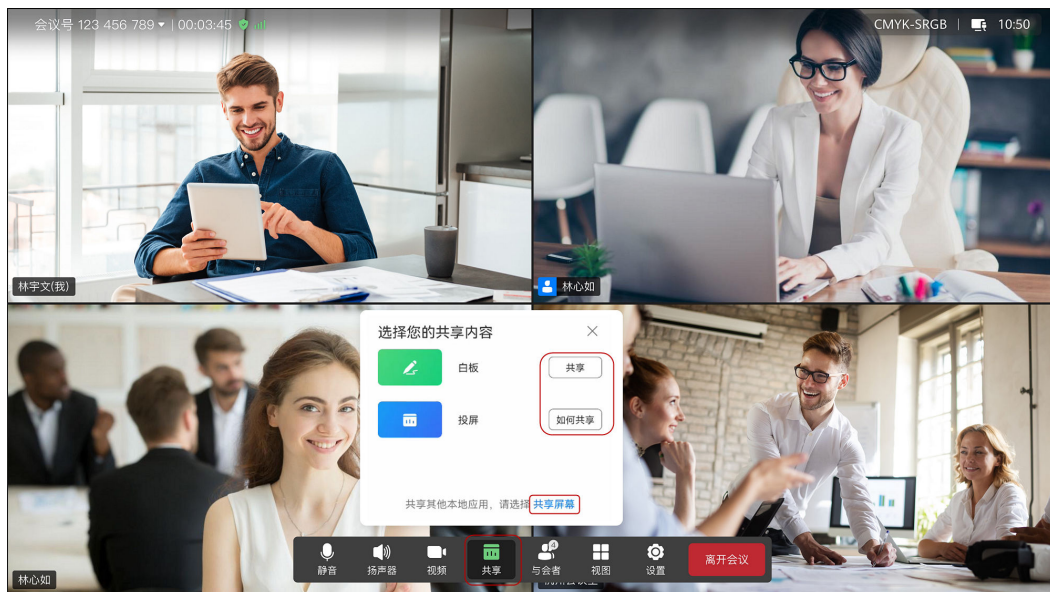 会议号 123 456 789 | 00:03:45
CMYK-SRGB | 10:50
林宇文(我)
林心如
选择您的共享内容
白板
共享
投屏
如何共享
共享其他本地应用，请选择 共享屏幕
林心如
静音
扬声器
视频
共享
4
与会者
视图
设置
离开会议